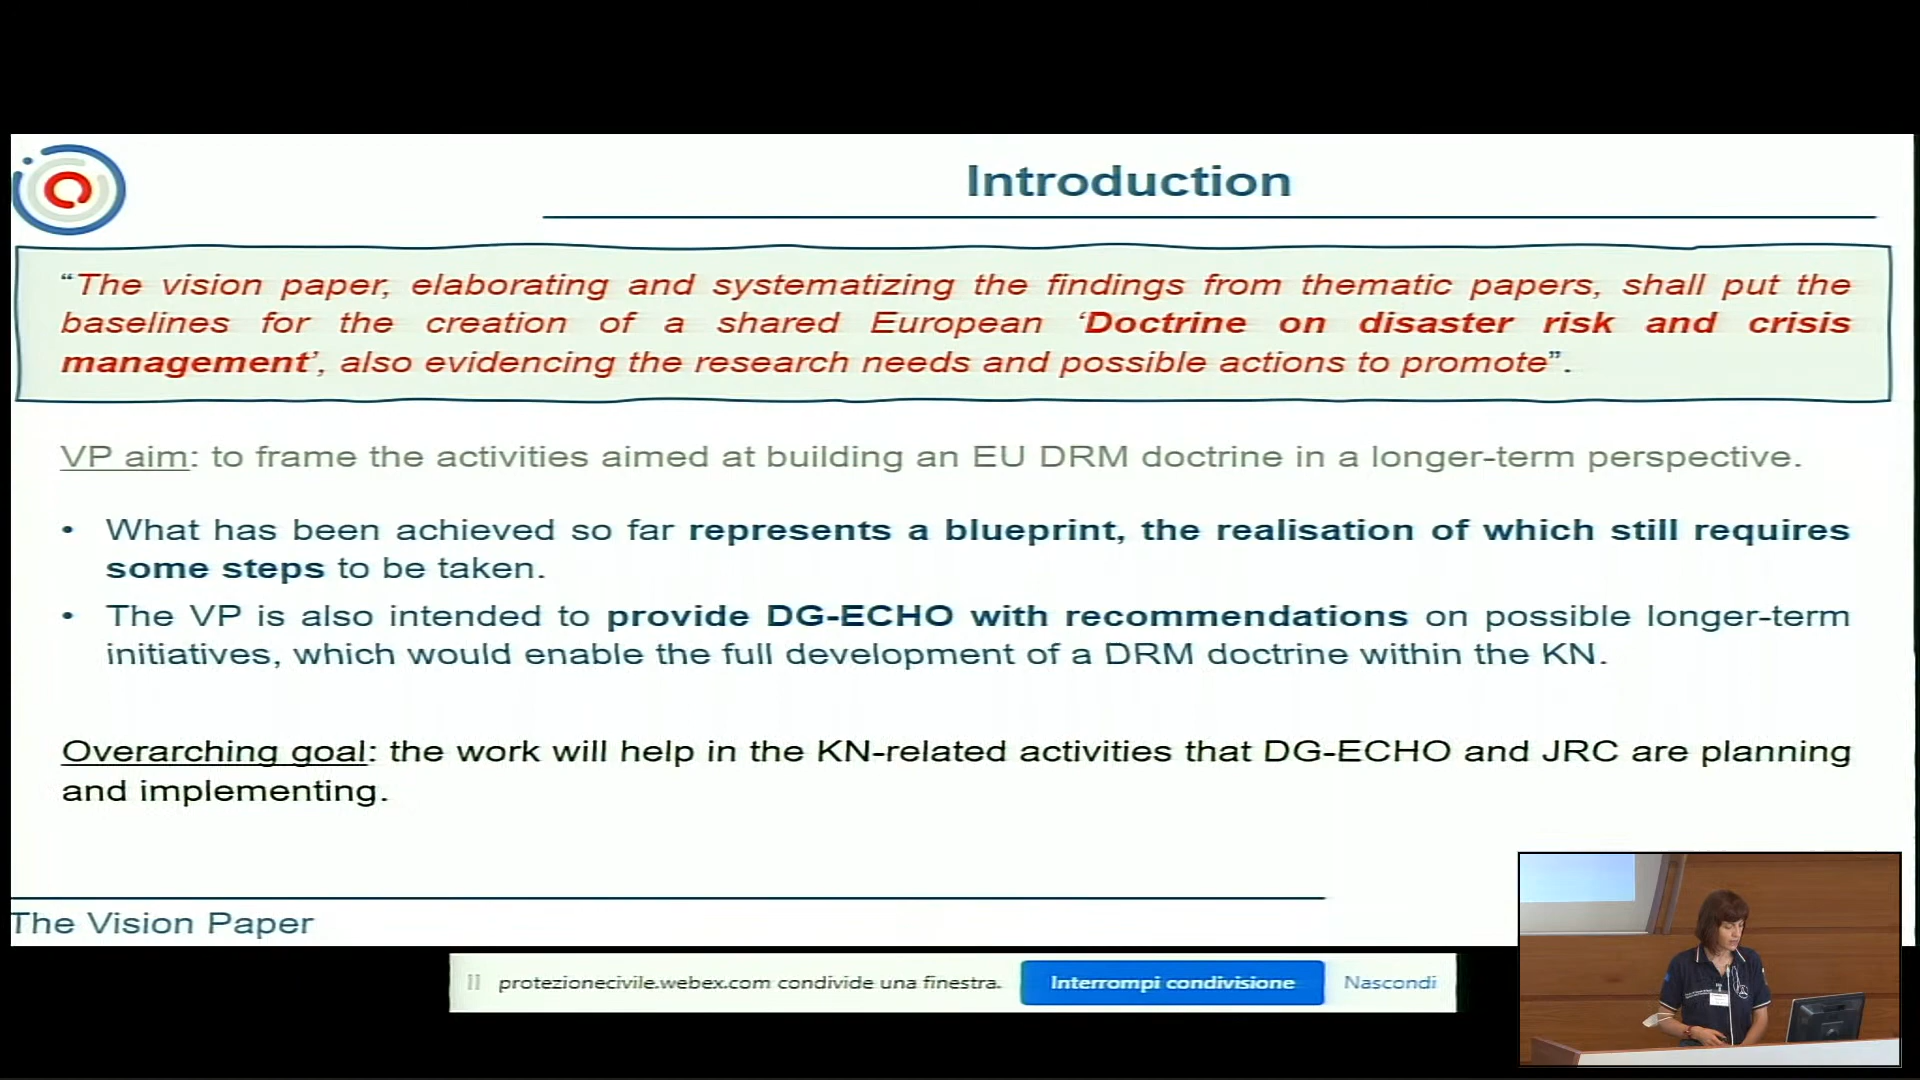 Introduction
“The vision paper, elaborating and systematizing the findings from thematic papers, shall put the
baselines for the creation of a shared European ‘Doctrine on disaster risk and crisis
management’, also evidencing the research needs and possible actions to promote”.
VP aim: to frame the activities aimed at building an EU DRM doctrine in a longer-term perspective.
• What has been achieved so far represents a blueprint, the realisation of which still requires
some steps to be taken.
• The VP is also intended to provide DG-ECHO with recommendations on possible longer-term
initiatives, which would enable the full development of a DRM doctrine within the KN.
Overarching goal: the work will help in the KN-related activities that DG-ECHO and JRC are planning
and implementing.
The Vision Paper
protezionecivile.webex.com condivide una finestra.
Interrompi condivisione
Nascondi